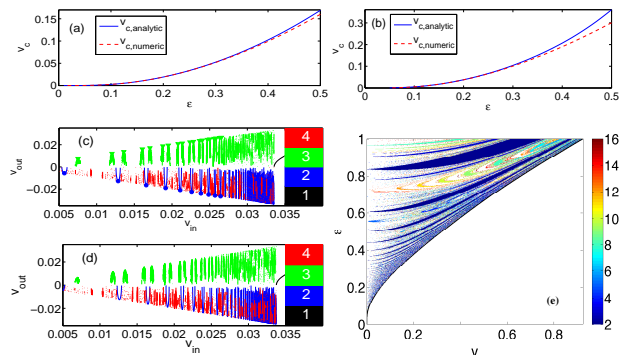 (a)
v_c,analytic
v_c,numeric
v_c
0.15
0.1
0.05
0
0 0.1 0.2 0.3 0.4 0.5
ε
(b)
v_c,analytic
v_c,numeric
v_c
0.3
0.2
0.1
0
0 0.1 0.2 0.3 0.4 0.5
ε
(c)
v_out
0.02
0
−0.02
0.005 0.01 0.015 0.02 0.025 0.03 0.035
v_in
4
3
2
1
(d)
v_out
0.02
0
−0.02
0.005 0.01 0.015 0.02 0.025 0.03 0.035
v_in
4
3
2
1
ε
1
0.8
0.6
0.4
0.2
0
0 0.2 0.6 0.8
v
(e)
16
14
12
10
8
6
4
2